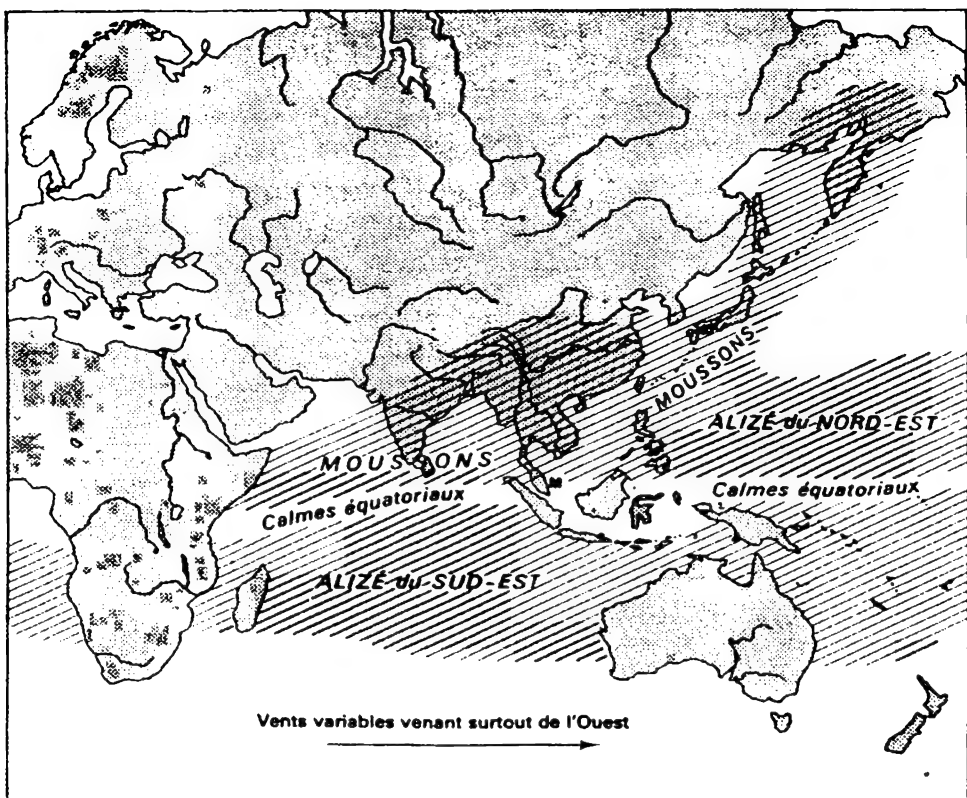 MOUSSONS
ALIZÉ du NORD-EST
MOUSSONS
Calmes équatoriaux
Calmes équatoriaux
ALIZÉ du SUD-EST
Vents variables venant surtout de l'Ouest